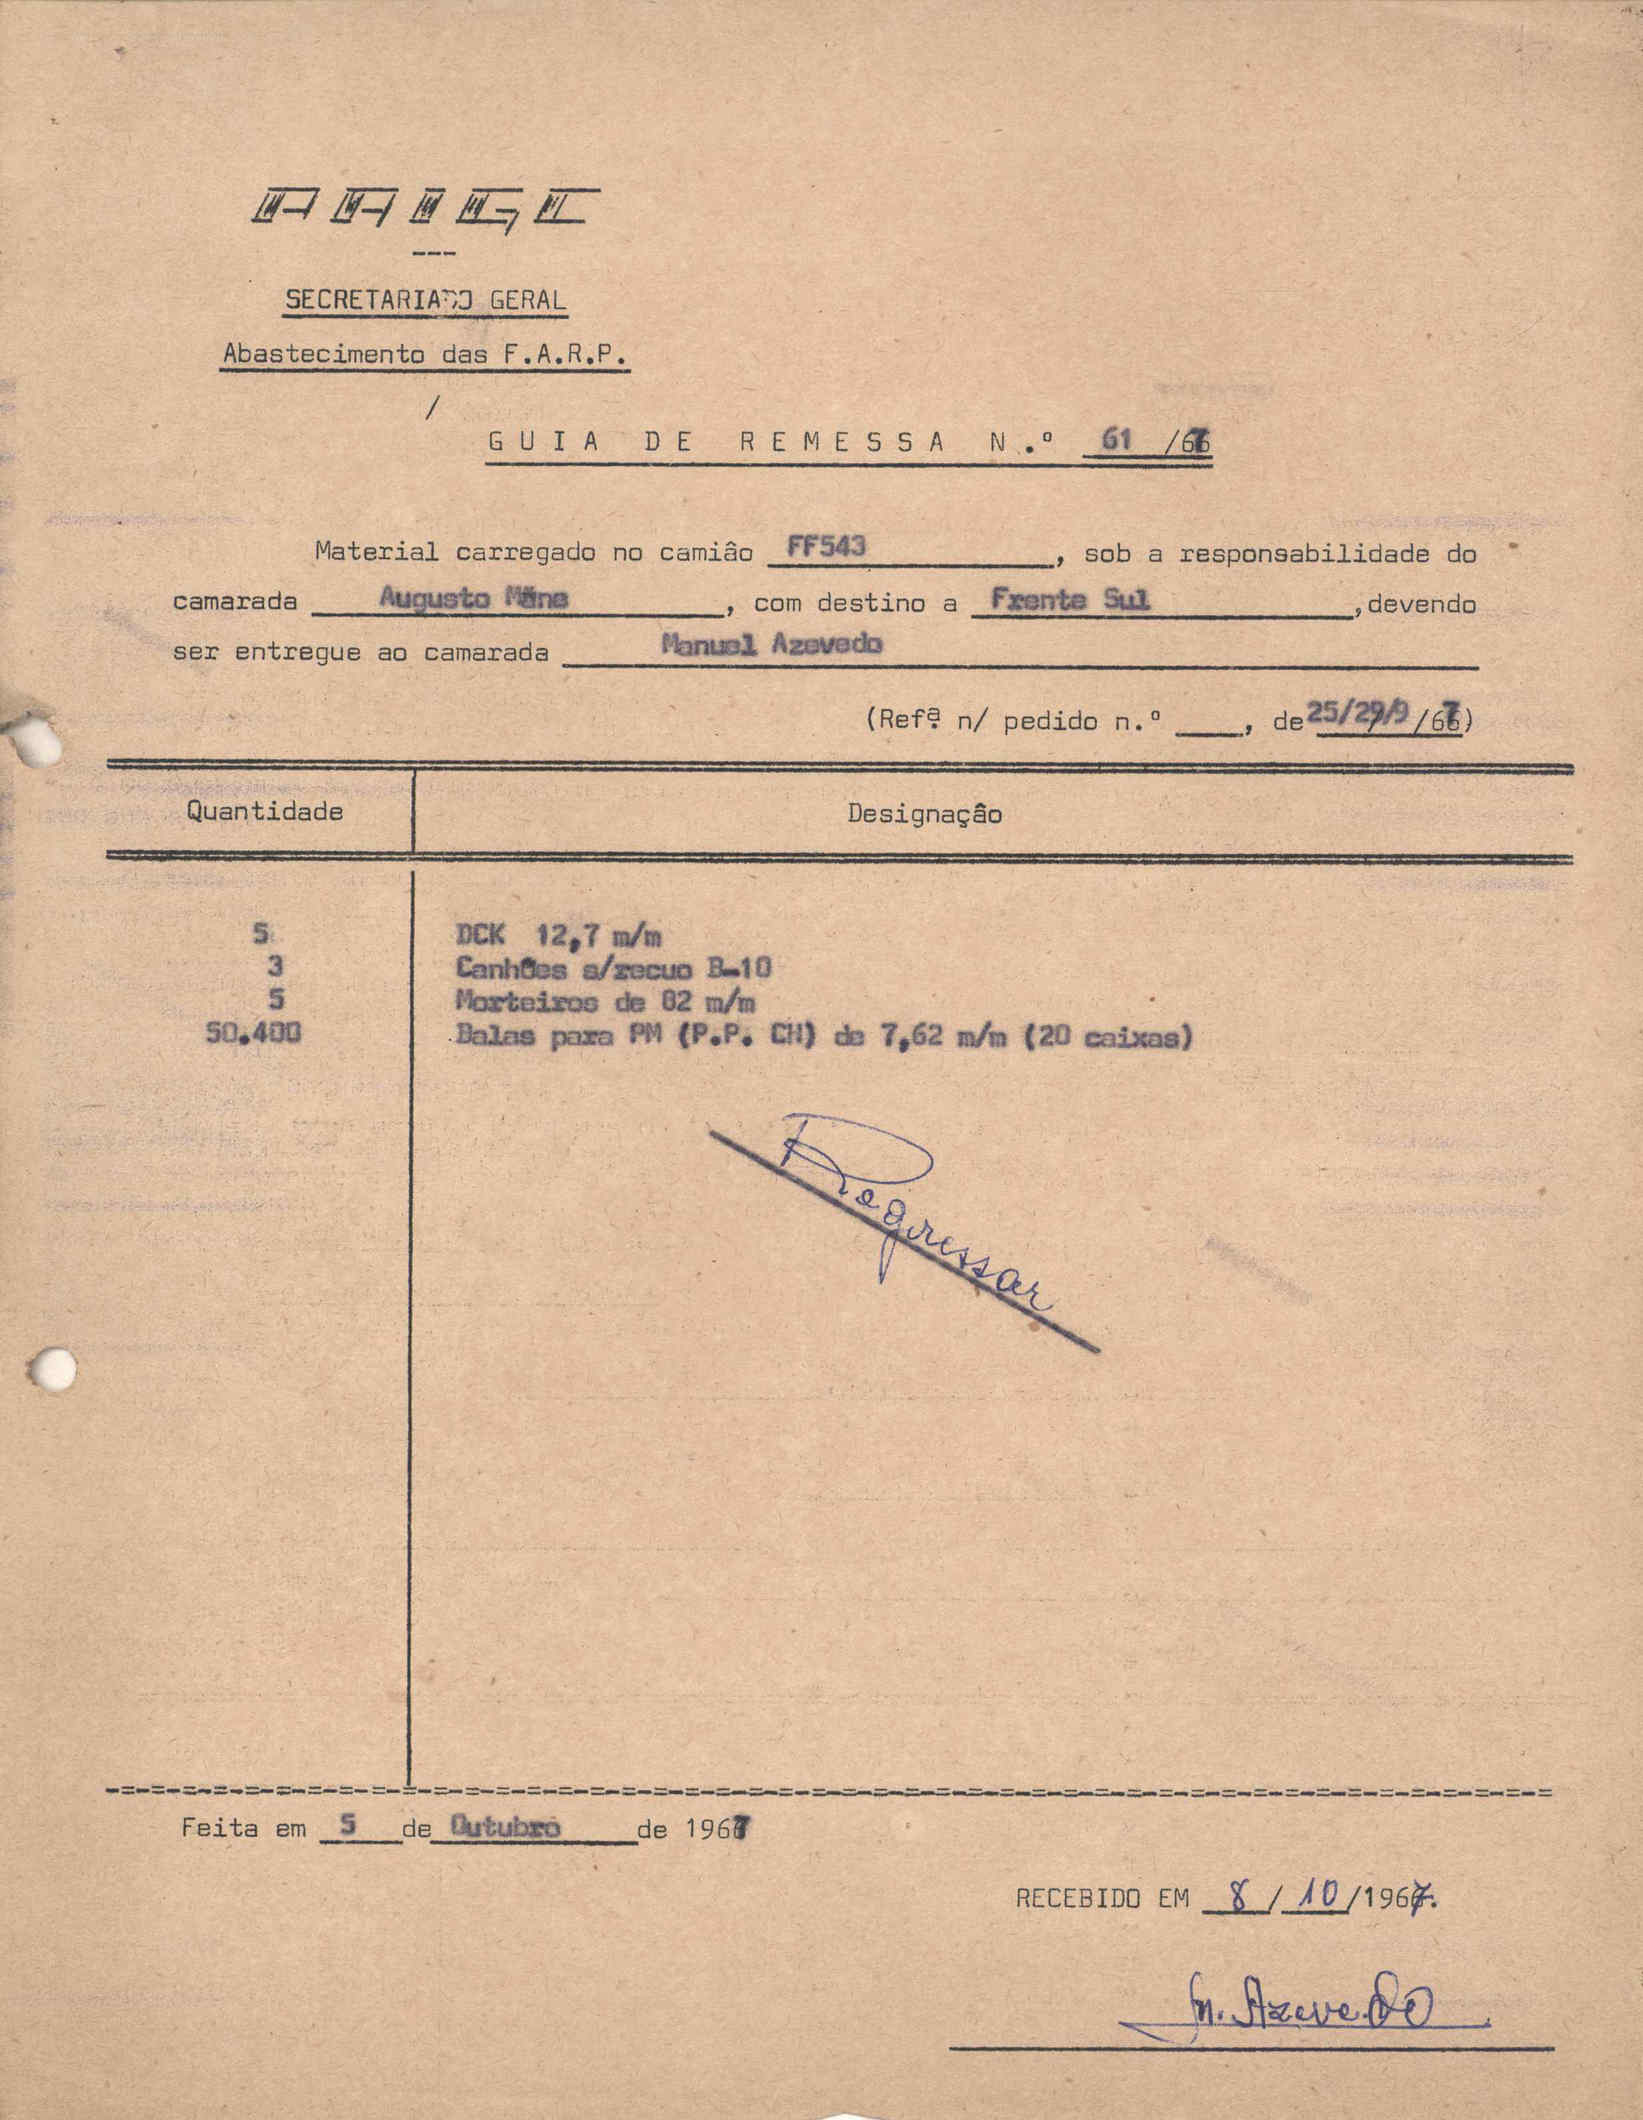 PAIGC
---
SECRETARIADO GERAL
Abastecimento das F.A.R.P.
/
GUIA DE REMESSA N.º 61 /67
Material carregado no camião FF543, sob a responsabilidade do
camarada Augusto Mâne, com destino a Frente Sul, devendo
ser entregue ao camarada Manuel Azevedo
(Refª n/ pedido n.º ____, de 25/29/9 /67)
Quantidade Designação
5 DCK 12,7 m/m
3 Canhões s/recuo B-10
5 Morteiros de 82 m/m
50.400 Balas para PM (P.P. CH) de 7,62 m/m (20 caixas)
Regressar
Feita em 5 de Outubro de 1967
RECEBIDO EM 8 / 10 /1967.
M. Azevedo